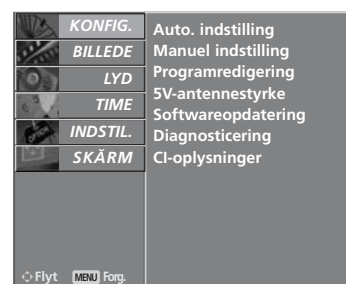 KONFIG.
BILLEDE
LYD
TIME
INDSTIL.
SKÄRM
Auto. indstilling
Manuel indstilling
Programredigering
5V-antennestyrke
Softwareopdatering
Diagnosticering
CI-oplysninger
Flyt MENU Forg.